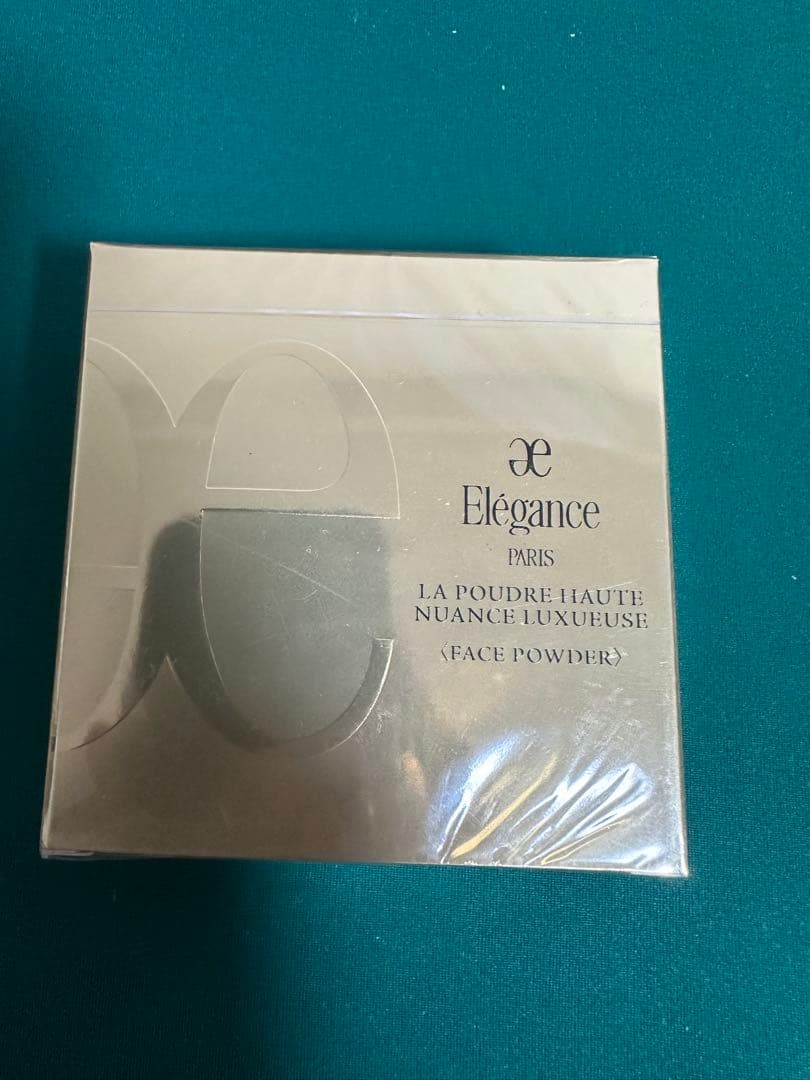 æ
Elégance
PARIS
LA POUDRE HAUTE
NUANCE LUXUEUSE
〈FACE POWDER〉